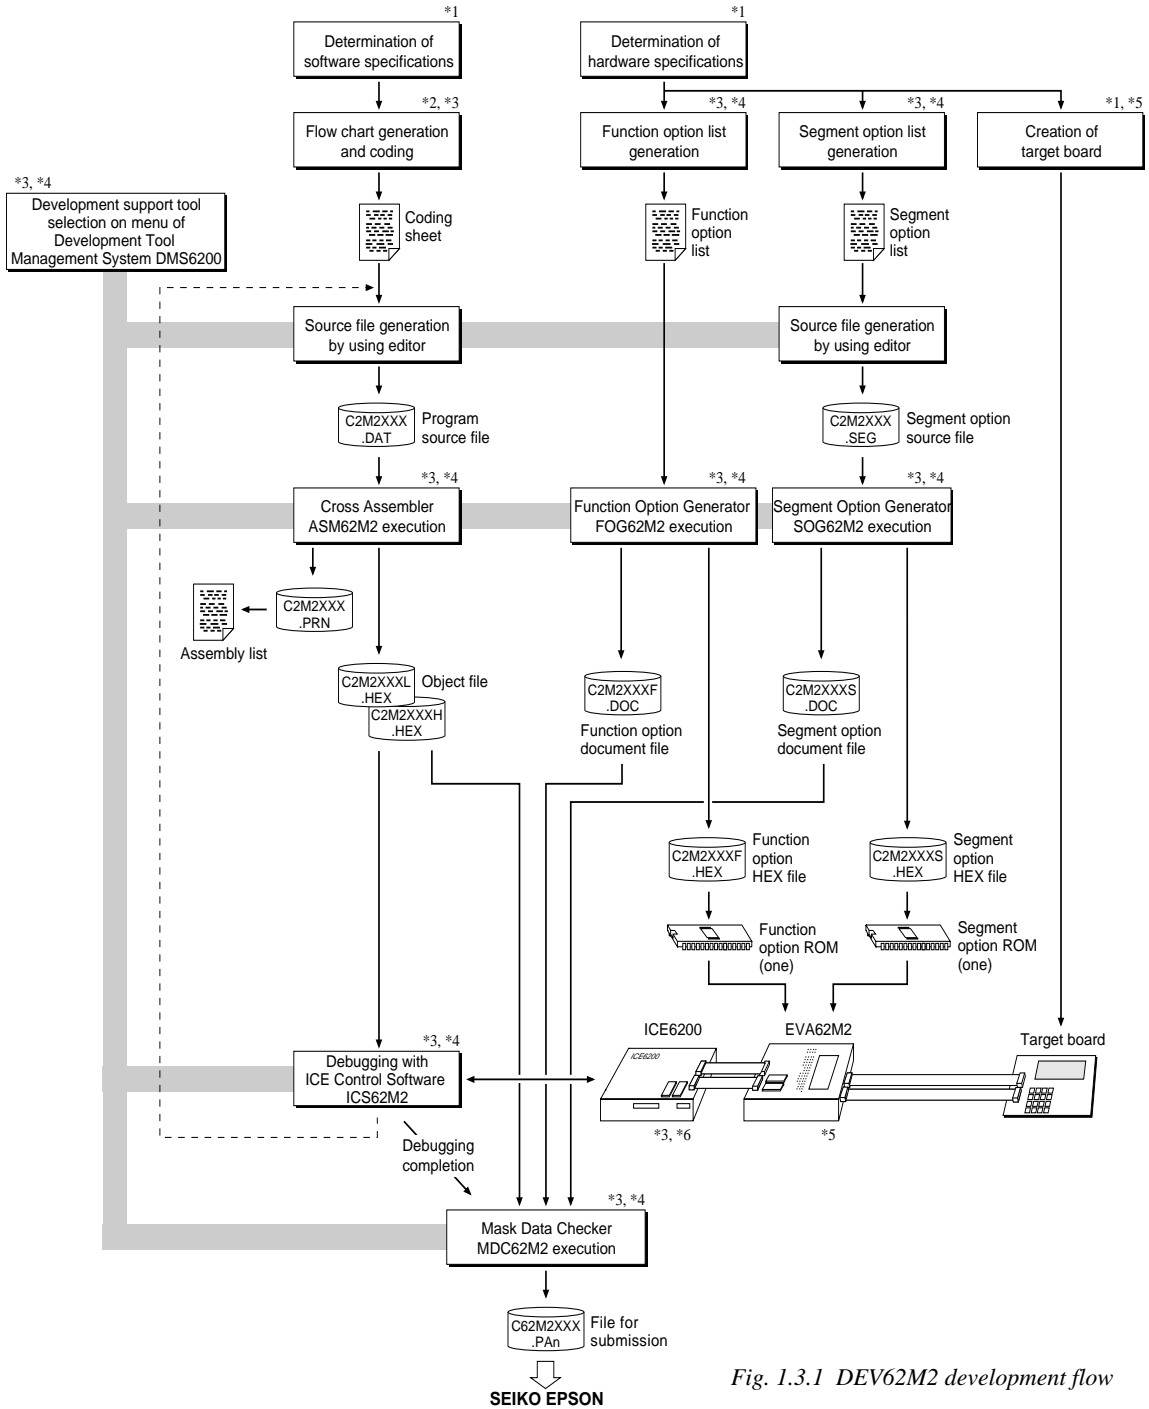 *1
Determination of
software specifications
*1
Determination of
hardware specifications
*2, *3
Flow chart generation
and coding
*3, *4
Function option list
generation
*3, *4
Segment option list
generation
*1, *5
Creation of
target board
*3, *4
Development support tool
selection on menu of
Development Tool
Management System DMS6200
Coding
sheet
Function
option
list
Segment
option
list
Source file generation
by using editor
Source file generation
by using editor
C2M2XXX
.DAT
Program
source file
C2M2XXX
.SEG
Segment option
source file
*3, *4
Cross Assembler
ASM62M2 execution
*3, *4
Function Option Generator
FOG62M2 execution
*3, *4
Segment Option Generator
SOG62M2 execution
C2M2XXX
.PRN
Assembly list
C2M2XXXL
.HEX
Object file
C2M2XXXH
.HEX
C2M2XXXF
.DOC
Function option
document file
C2M2XXXS
.DOC
Segment option
document file
C2M2XXXF
.HEX
Function
option
HEX file
C2M2XXXS
.HEX
Segment
option
HEX file
Function
option ROM
(one)
Segment
option ROM
(one)
ICE6200
EVA62M2
Target board
*3, *4
Debugging with
ICE Control Software
ICS62M2
ICE6200
*3, *6
*5
Debugging
completion
*3, *4
Mask Data Checker
MDC62M2 execution
C62M2XXX
.PAn
File for
submission
SEIKO EPSON
Fig. 1.3.1 DEV62M2 development flow